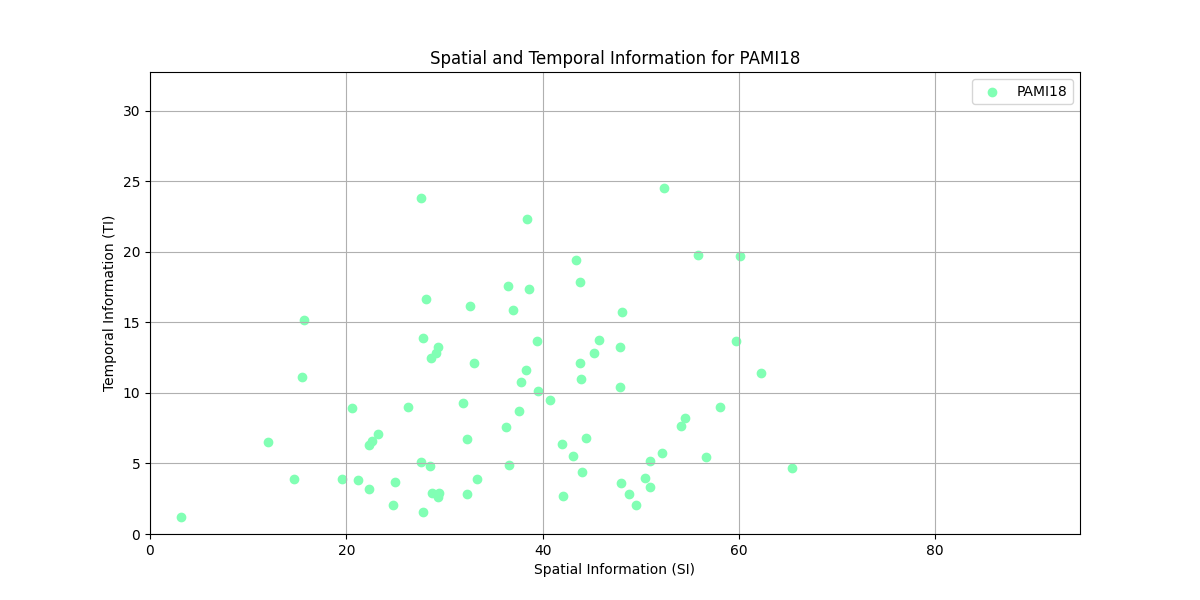 Spatial and Temporal Information for PAMI18
PAMI18
30
25
20
15
10
5
0
Temporal Information (TI)
0 20 40 60 80
Spatial Information (SI)